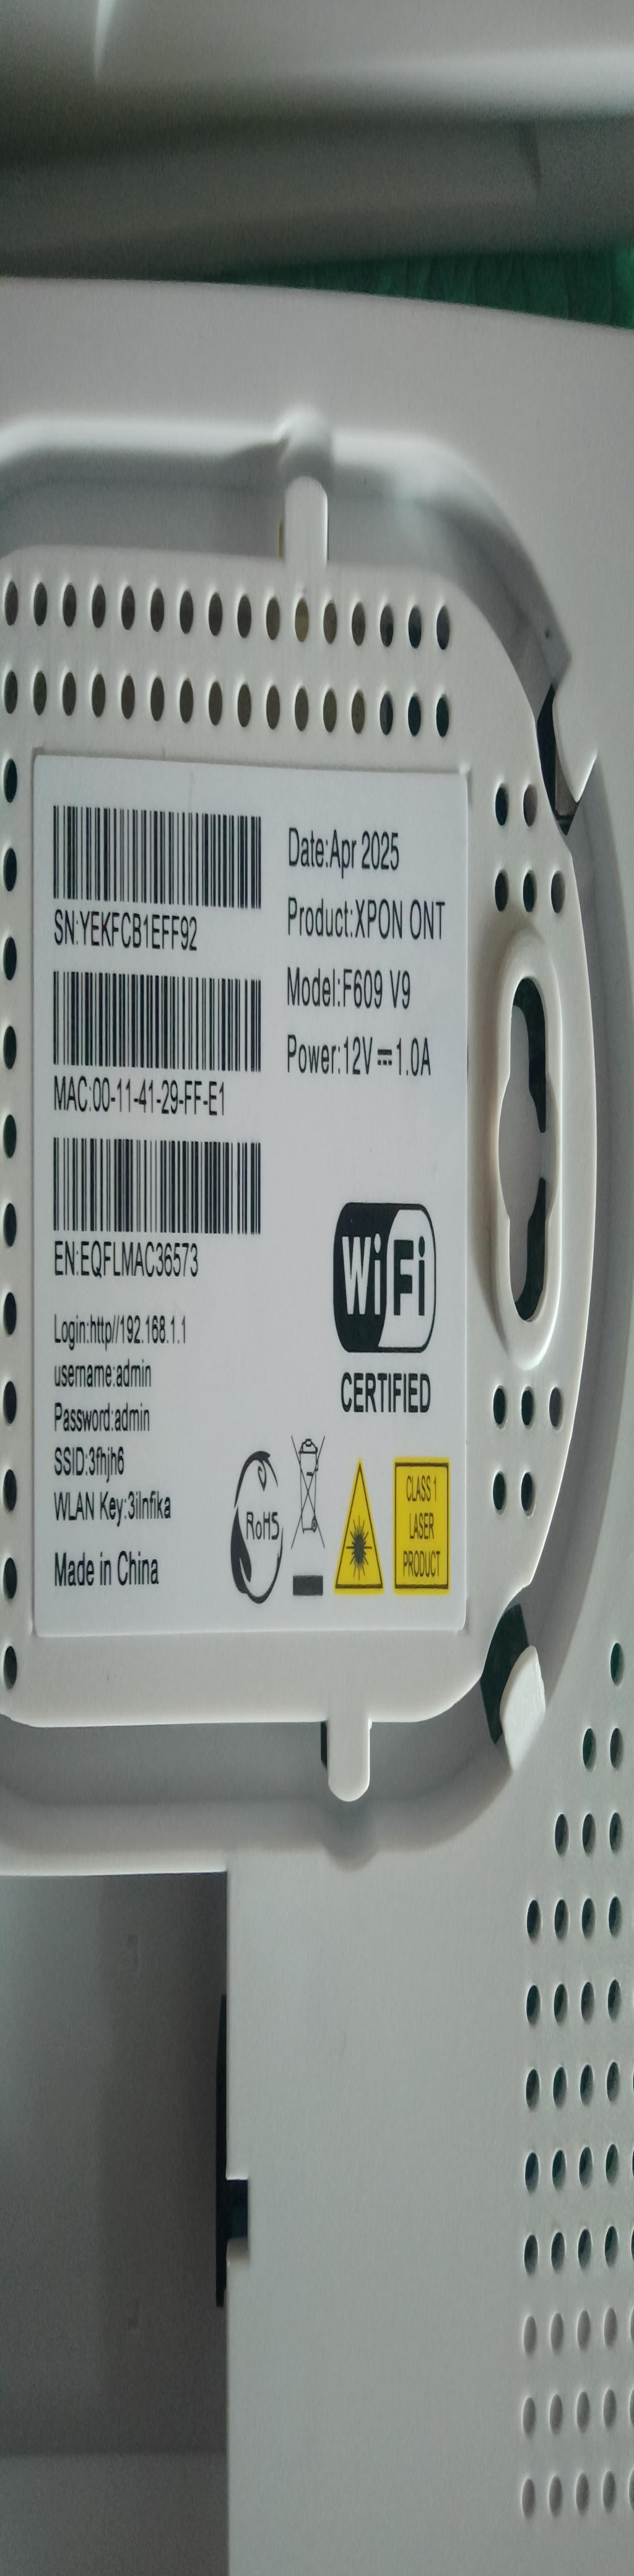 SN:YEKFCB1EFF92
MAC:00-11-41-29-FF-E1
EN:EQFLMAC36573
Login:http//192.168.1.1
username:admin
Password:admin
SSID:3fhjh6
WLAN Key:3ilnfika
Made in China
Date:Apr 2025
Product:XPON ONT
Model:F609 V9
Power:12V⎓1.0A
Wi Fi
CERTIFIED
RoHS
CLASS 1
LASER
PRODUCT